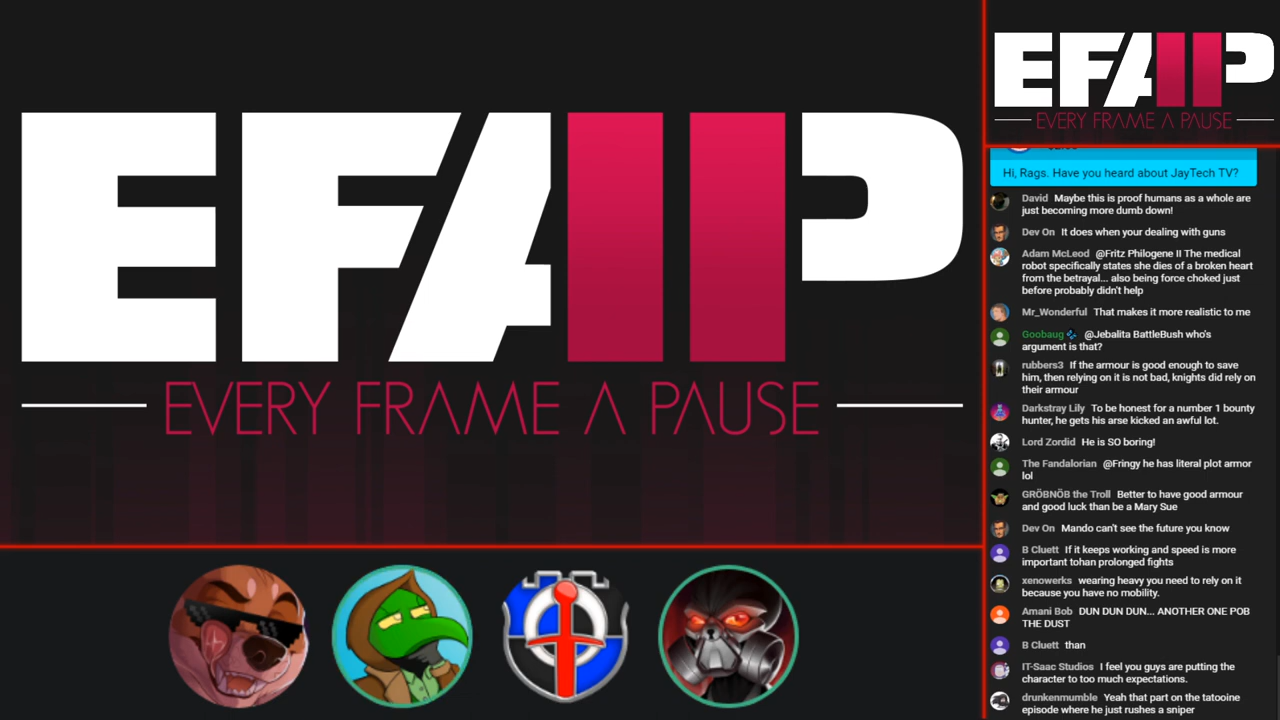 EFAP
EVERY FRAME A PAUSE
EFAP
EVERY FRAME A PAUSE
Hi, Rags. Have you heard about JayTech TV?
David Maybe this is proof humans as a whole are
just becoming more dumb down!
Dev On It does when your dealing with guns
Adam McLeod @Fritz Philogene II The medical
robot specifically states she dies of a broken heart
from the betrayal... also being force choked just
before probably didn't help
Mr_Wonderful That makes it more realistic to me
Goobaug @Jebalita BattleBush who's
argument is that?
rubbers3 If the armour is good enough to save
him, then relying on it is not bad, knights did rely on
their armour
Darkstray Lily To be honest for a number 1 bounty
hunter, he gets his arse kicked an awful lot.
Lord Zordid He is SO boring!
The Fandalorian @Fringy he has literal plot armor
lol
GRÖBNÖB the Troll Better to have good armour
and good luck than be a Mary Sue
Dev On Mando can't see the future you know
B Cluett If it keeps working and speed is more
important tohan prolonged fights
xenowerks wearing heavy you need to rely on it
because you have no mobility.
Amani Bob DUN DUN DUN... ANOTHER ONE POB
THE DUST
B Cluett than
IT-Saac Studios I feel you guys are putting the
character to too much expectations.
drunkenmumble Yeah that part on the tatooine
episode where he just rushes a sniper